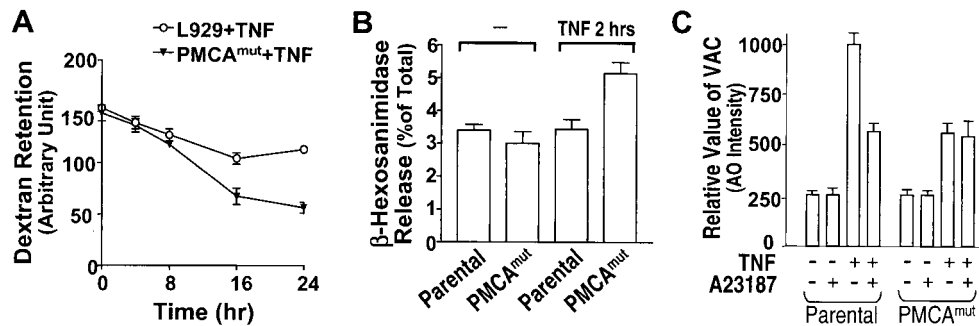 A
L929+TNF
PMCAmut+TNF
Dextran Retention
(Arbitrary Unit)
200
150
100
50
0
0 4 8 16 24
Time (hr)
B
– TNF 2 hrs
β-Hexosanimidase
Release (%of Total)
6
5
4
3
2
1
0
Parental
PMCAmut
Parental
PMCAmut
C
Relative Value of VAC
(AO Intensity)
1000
750
500
250
0
TNF - - + + - - + +
A23187 - + - + - + - +
Parental PMCAmut